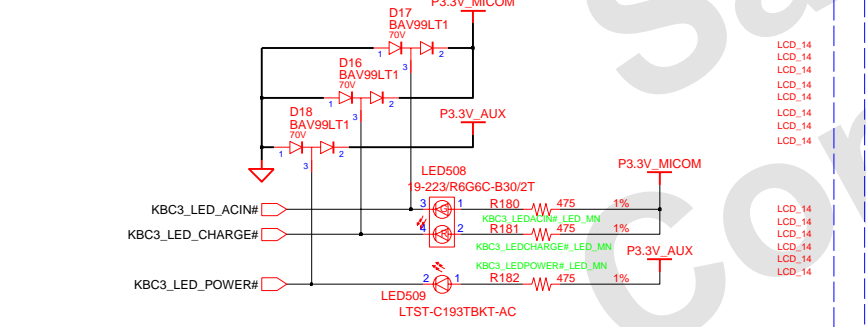 P3.3V_MICOM
D17
BAV99LT1
70V
1
2
3
LCD_14
LCD_14
D16
BAV99LT1
70V
1
2
3
LCD_14
LCD_14
LCD_14
LCD_14
LCD_14
LCD_14
D18
BAV99LT1
70V
1
2
3
P3.3V_AUX
LED508
19-223/R6G6C-B30/2T
P3.3V_MICOM
KBC3_LED_ACIN#
3
G
1
R180
475
1%
KBC3_LEDACIN#_LED_MN
KBC3_LED_CHARGE#
4
R
2
R181
475
1%
KBC3_LEDCHARGE#_LED_MN
P3.3V_AUX
KBC3_LEDPOWER#_LED_MN
KBC3_LED_POWER#
2
1
R182
475
1%
LED509
LTST-C193TBKT-AC
LCD_14
LCD_14
LCD_14
LCD_14
LCD_14
LCD_14